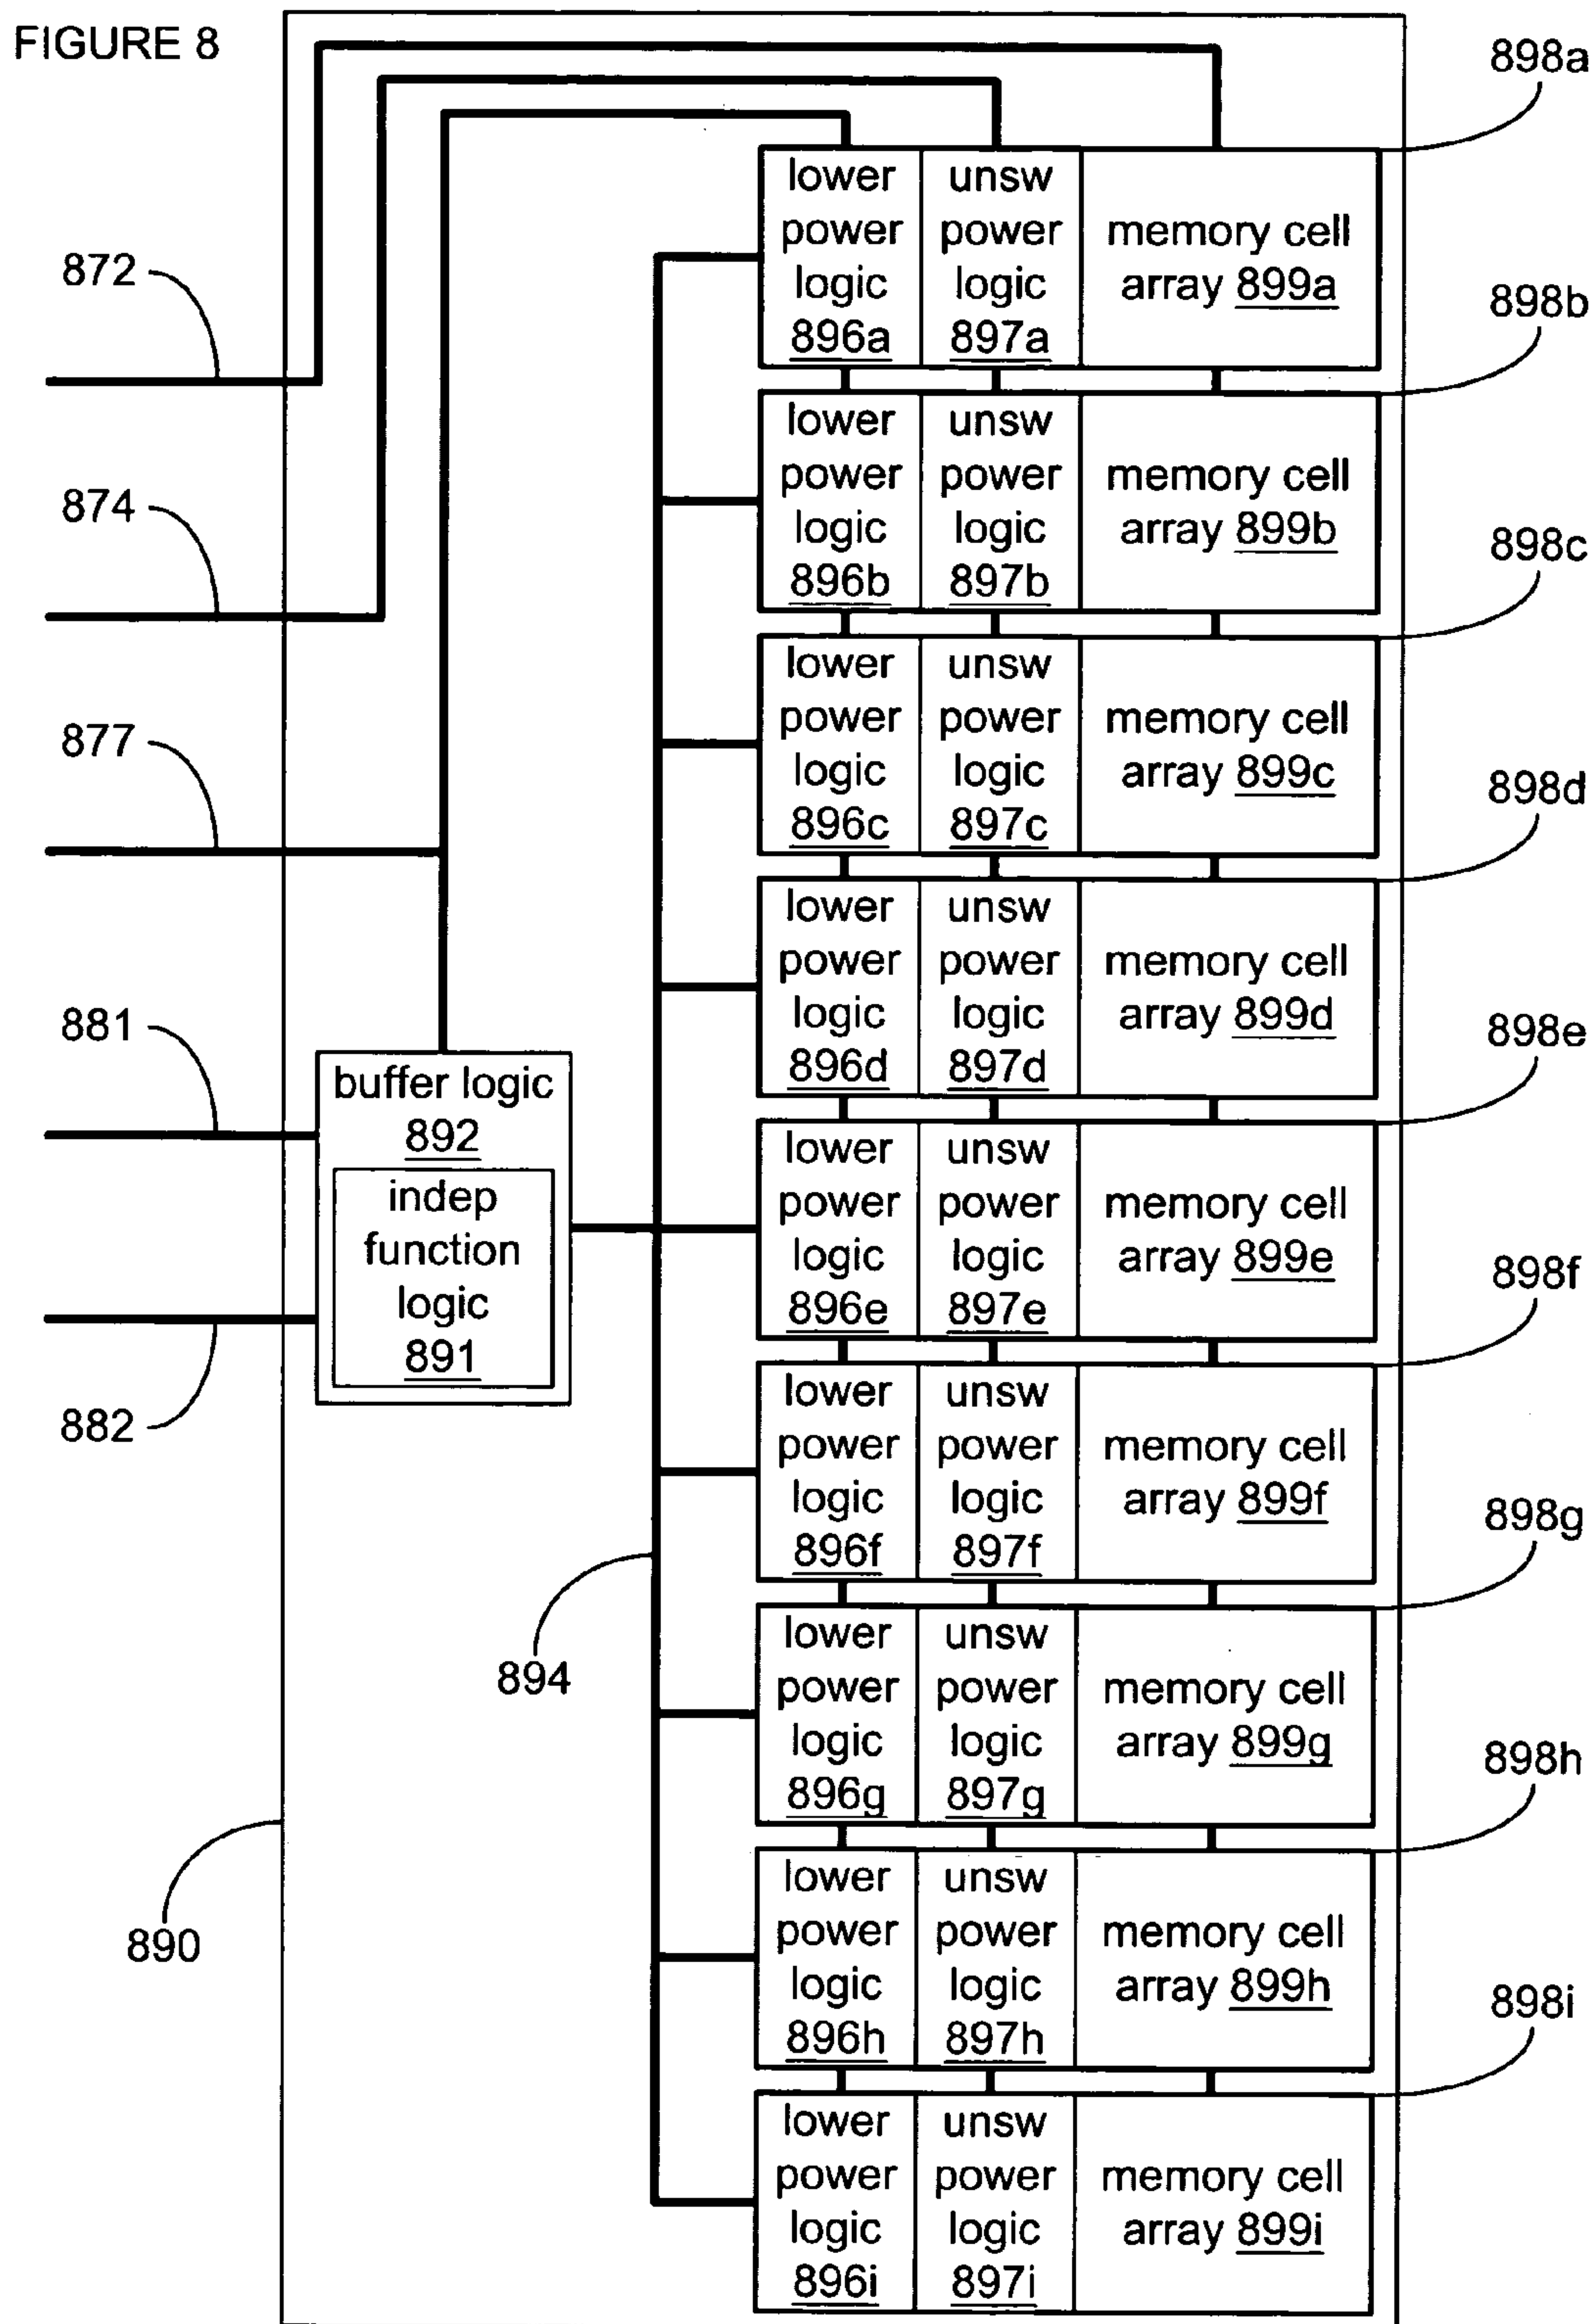 FIGURE 8
898a
lower
power
logic
896a
unsw
power
logic
897a
memory cell
array 899a
872
898b
lower
power
logic
896b
unsw
power
logic
897b
memory cell
array 899b
874
898c
lower
power
logic
896c
unsw
power
logic
897c
memory cell
array 899c
877
898d
lower
power
logic
896d
unsw
power
logic
897d
memory cell
array 899d
881
898e
buffer logic
892
indep
function
logic
891
lower
power
logic
896e
unsw
power
logic
897e
memory cell
array 899e
882
898f
lower
power
logic
896f
unsw
power
logic
897f
memory cell
array 899f
894
898g
lower
power
logic
896g
unsw
power
logic
897g
memory cell
array 899g
890
898h
lower
power
logic
896h
unsw
power
logic
897h
memory cell
array 899h
898i
lower
power
logic
896i
unsw
power
logic
897i
memory cell
array 899i